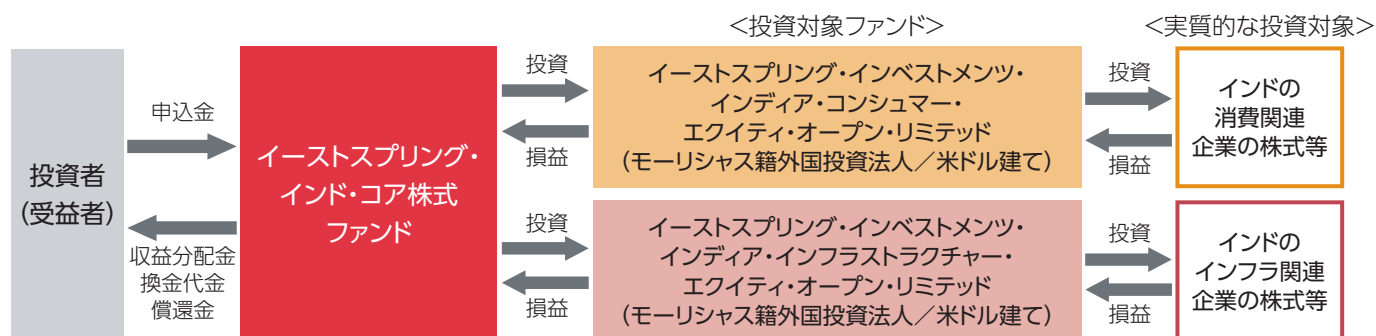 <投資対象ファンド>
<実質的な投資対象>
投資者
(受益者)
申込金
収益分配金
換金代金
償還金
イーストスプリング・
インド・コア株式
ファンド
投資
損益
イーストスプリング・インベストメンツ・
インディア・コンシュマー・
エクイティ・オープン・リミテッド
(モーリシャス籍外国投資法人/米ドル建て)
投資
損益
インドの
消費関連
企業の株式等
投資
損益
イーストスプリング・インベストメンツ・
インディア・インフラストラクチャー・
エクイティ・オープン・リミテッド
(モーリシャス籍外国投資法人/米ドル建て)
投資
損益
インドの
インフラ関連
企業の株式等